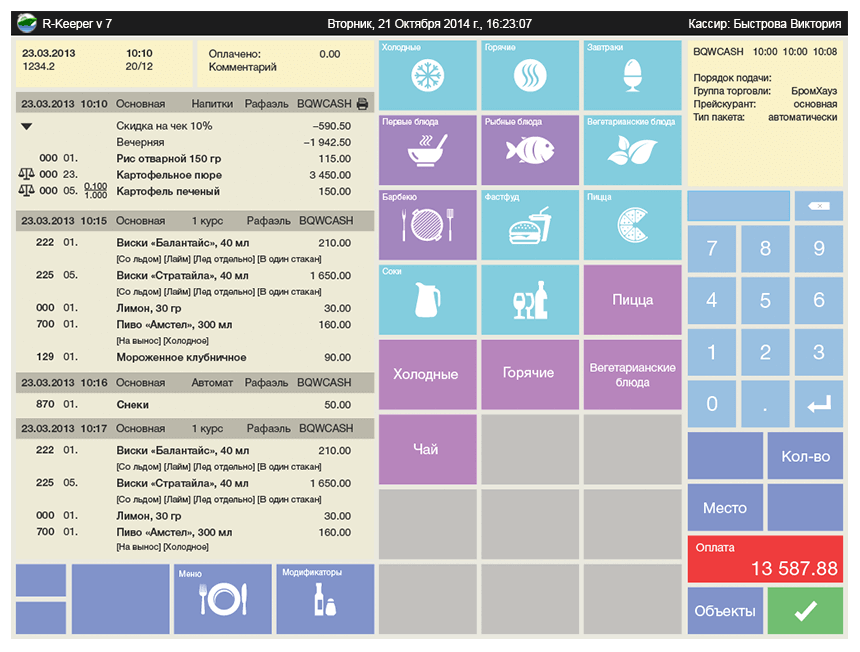 R-Keeper v 7 Вторник, 21 Октября 2014 г., 16:23:07 Кассир: Быстрова Виктория
23.03.2013 10:10
1234.2 20/12
Оплачено: 0.00
Комментарий
23.03.2013 10:10 Основная Напитки Рафаэль BQWCASH
Скидка на чек 10% –590.50
Вечерняя –1 942.50
000 01. Рис отварной 150 гр 115.00
000 23. Картофельное пюре 3 450.00
000 05. 0.100 Картофель печеный 150.00
1.000
23.03.2013 10:15 Основная 1 курс Рафаэль BQWCASH
222 01. Виски «Балантайс», 40 мл 210.00
[Со льдом] [Лайм] [Лед отдельно] [В один стакан]
225 05. Виски «Стратайла», 40 мл 1 650.00
[Со льдом] [Лайм] [Лед отдельно] [В один стакан]
000 01. Лимон, 30 гр 30.00
700 01. Пиво «Амстел», 300 мл 160.00
[На вынос] [Холодное]
129 01. Мороженное клубничное 90.00
23.03.2013 10:16 Основная Автомат Рафаэль BQWCASH
870 01. Снеки 50.00
23.03.2013 10:17 Основная 1 курс Рафаэль BQWCASH
222 01. Виски «Балантайс», 40 мл 210.00
[Со льдом] [Лайм] [Лед отдельно] [В один стакан]
225 05. Виски «Стратайла», 40 мл 1 650.00
[Со льдом] [Лайм] [Лед отдельно] [В один стакан]
000 01. Лимон, 30 гр 30.00
700 01. Пиво «Амстел», 300 мл 160.00
[На вынос] [Холодное]
Меню
Модификаторы
Холодные Горячие Завтраки
Первые блюда Рыбные блюда Вегетарианские блюда
Барбекю Фастфуд Пицца
Соки Пицца
Холодные Горячие Вегетарианские
блюда
Чай
BQWCASH 10:00 10:00 10:08
Порядок подачи:
Группа торговли: БромХауз
Прейскурант: основная
Тип пакета: автоматически
7 8 9
4 5 6
1 2 3
0 .
Кол-во
Место
Оплата
13 587.88
Объекты